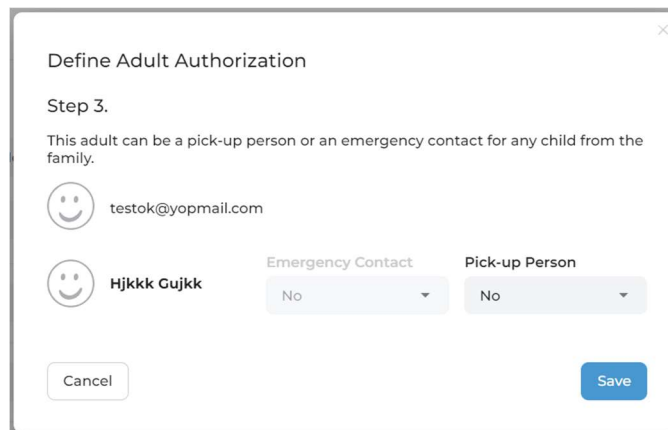 Define Adult Authorization
Step 3.
This adult can be a pick-up person or an emergency contact for any child from the
family.
testok@yopmail.com
Emergency Contact
Pick-up Person
Hjkkk Gujkk
No
No
Cancel
Save